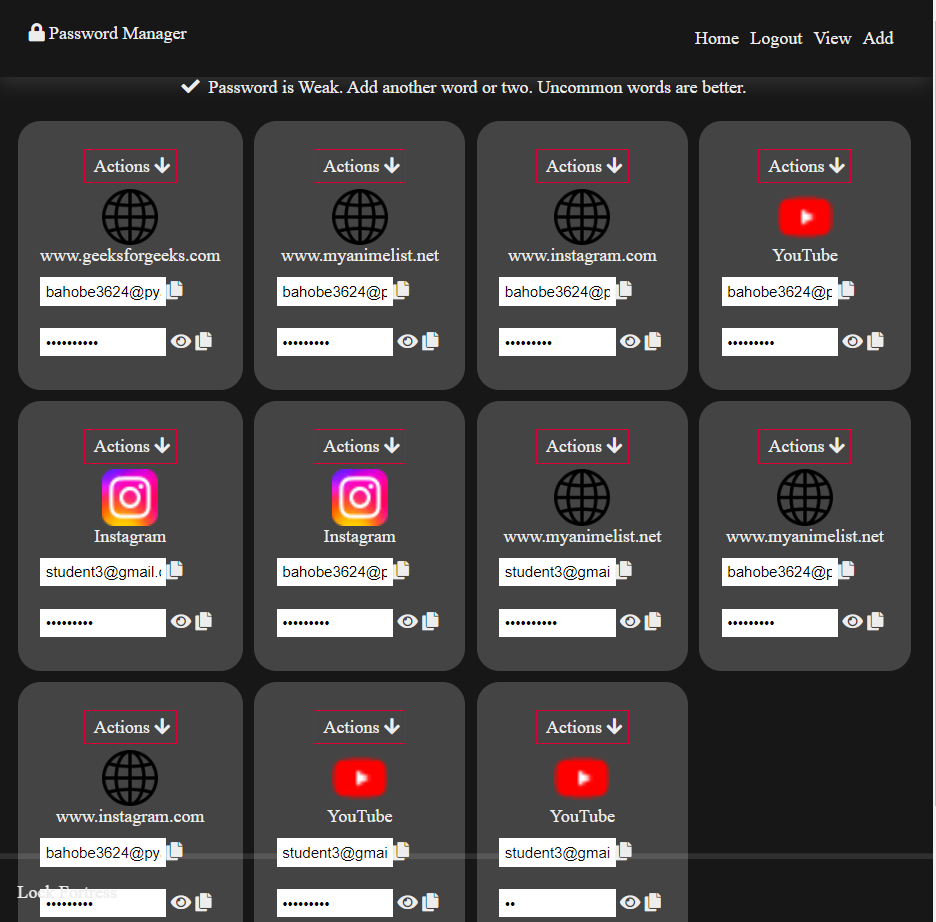 Password Manager
Home Logout View Add
Password is Weak. Add another word or two. Uncommon words are better.
Actions Actions Actions Actions
www.geeksforgeeks.com www.myanimelist.net www.instagram.com YouTube
bahobe3624@py bahobe3624@p bahobe3624@p bahobe3624@p
•••••••••• ••••••••• ••••••••• •••••••••
Actions Actions Actions Actions
Instagram Instagram www.myanimelist.net www.myanimelist.net
student3@gmail. bahobe3624@p student3@gmai bahobe3624@p
••••••••• ••••••••• •••••••••• •••••••••
Actions Actions Actions
www.instagram.com YouTube YouTube
bahobe3624@py student3@gmai student3@gmai
Lock Fortress
••••••••• ••••••••• ••